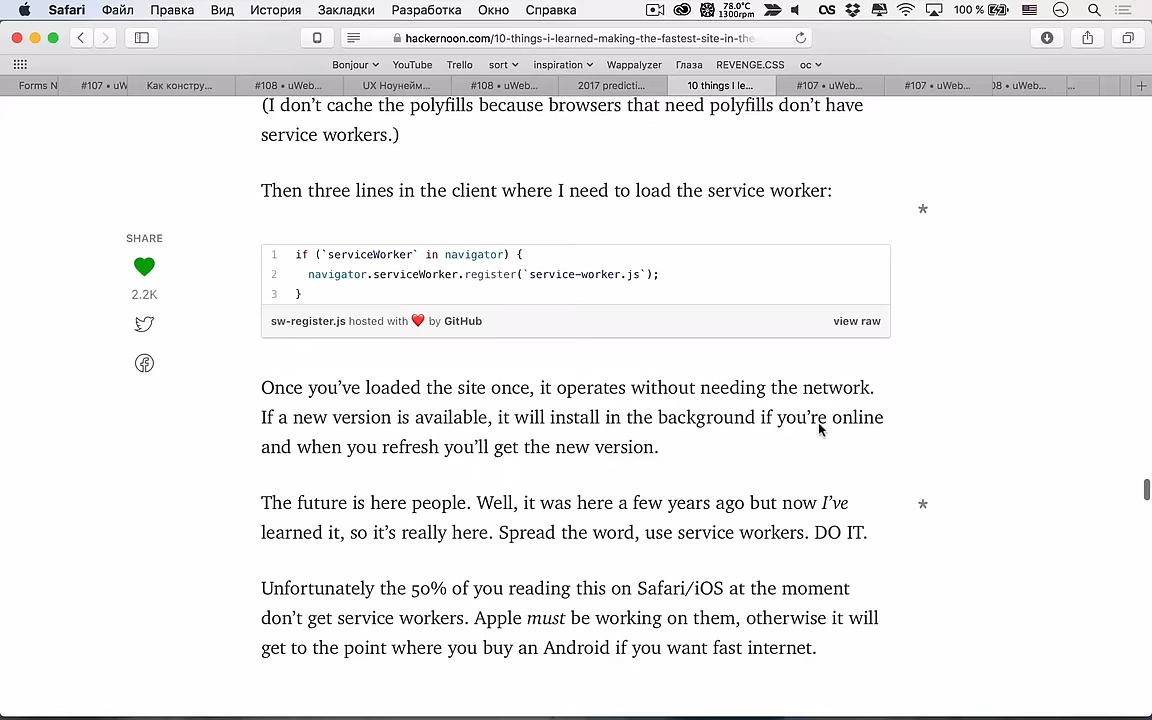 Safari Файл Правка Вид История Закладки Разработка Окно Справка 78.0°C 1300rpm 100 %
hackernoon.com/10-things-i-learned-making-the-fastest-site-in-the-
Bonjour YouTube Trello sort inspiration Wappalyzer Глаза REVENGE.CSS ос
Forms N #107 • uW Как констру... #108 • uWeb... UX Ноунейм... #108 • uWeb... 2017 predicti... 10 things I le... #107 • uWeb... #107 • uWeb... 08 • uWeb... ...
(I don’t cache the polyfills because browsers that need polyfills don’t have
service workers.)
Then three lines in the client where I need to load the service worker:
*
SHARE
2.2K
1 if (`serviceWorker` in navigator) {
2 navigator.serviceWorker.register(`service-worker.js`);
3 }
sw-register.js hosted with ❤ by GitHub view raw
Once you’ve loaded the site once, it operates without needing the network.
If a new version is available, it will install in the background if you’re online
and when you refresh you’ll get the new version.
The future is here people. Well, it was here a few years ago but now I’ve *
learned it, so it’s really here. Spread the word, use service workers. DO IT.
Unfortunately the 50% of you reading this on Safari/iOS at the moment
don’t get service workers. Apple must be working on them, otherwise it will
get to the point where you buy an Android if you want fast internet.